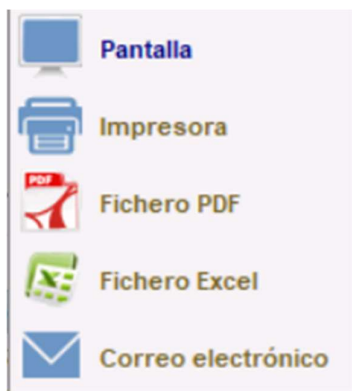 Pantalla
Impresora
PDF
Fichero PDF
Fichero Excel
Correo electrónico